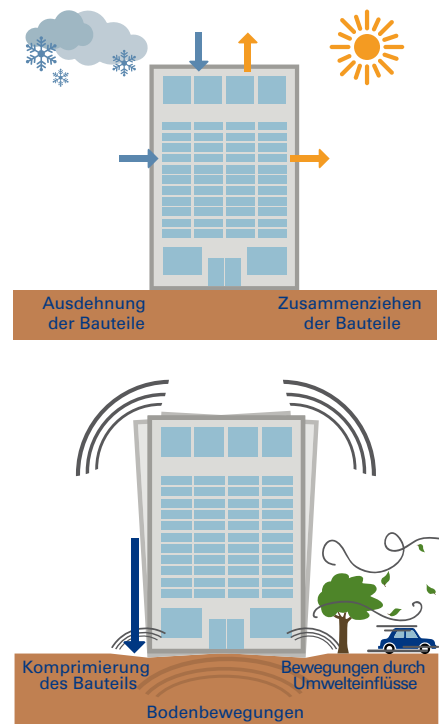 Ausdehnung
der Bauteile
Zusammenziehen
der Bauteile
Komprimierung
des Bauteils
Bewegungen durch
Umwelteinflüsse
Bodenbewegungen